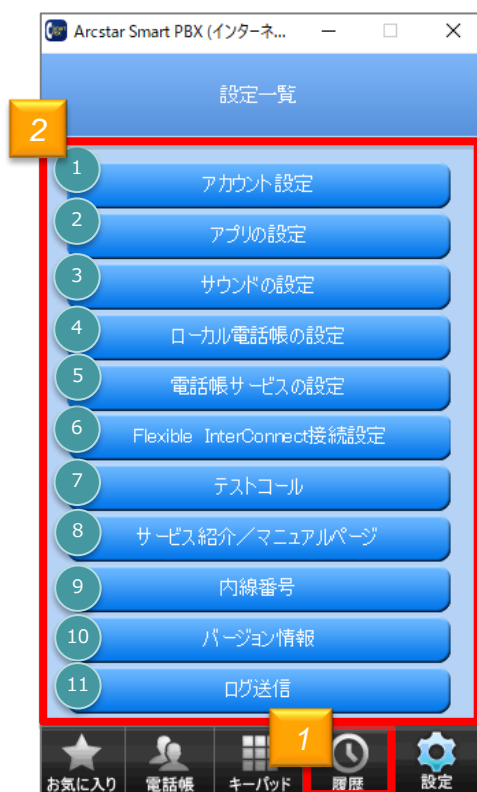 Arcstar Smart PBX (インターネ...
設定一覧
2
1
アカウント設定
2
アプリの設定
3
サウンドの設定
4
ローカル電話帳の設定
5
電話帳サービスの設定
6
Flexible InterConnect接続設定
7
テストコール
8
サービス紹介／マニュアルページ
9
内線番号
10
バージョン情報
11
ログ送信
1
お気に入り 電話帳 キーパッド 履歴 設定